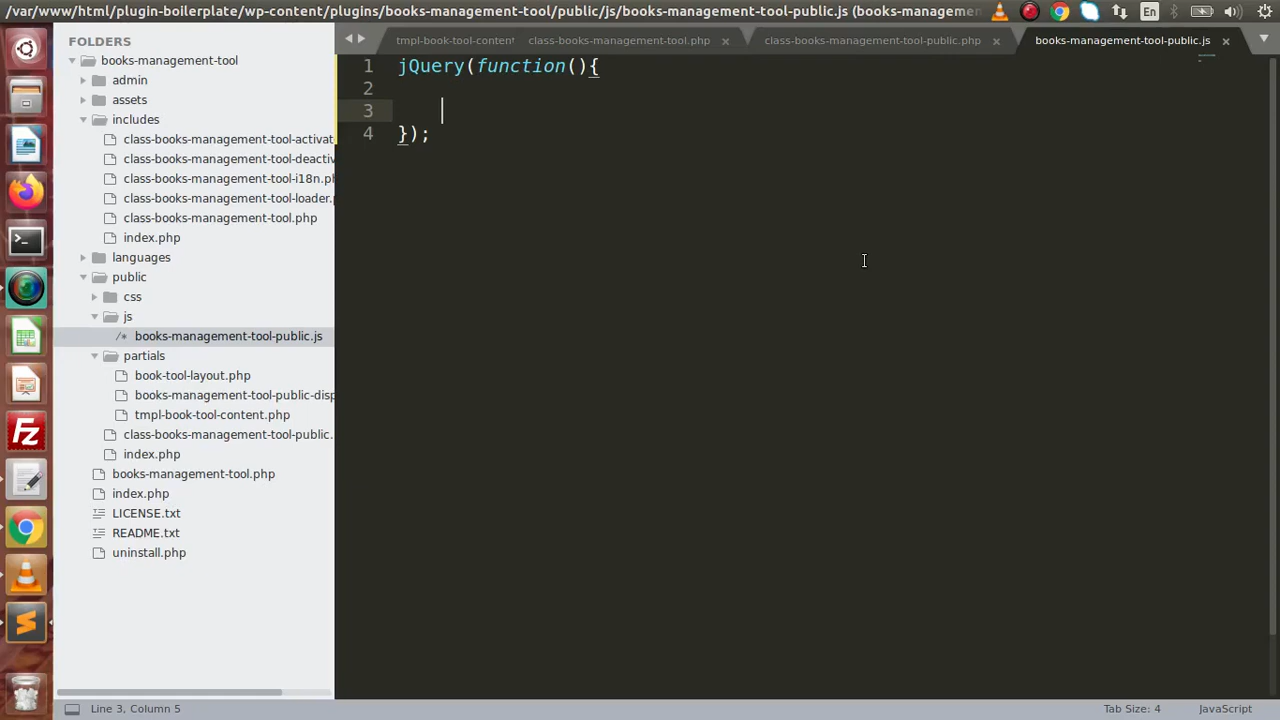 /var/www/html/plugin-boilerplate/wp-content/plugins/books-management-tool/public/js/books-management-tool-public.js (books-managemen
En
FOLDERS
books-management-tool
admin
assets
includes
class-books-management-tool-activat
class-books-management-tool-deactiv
class-books-management-tool-i18n.ph
class-books-management-tool-loader.p
class-books-management-tool.php
index.php
languages
public
css
js
/* books-management-tool-public.js
partials
book-tool-layout.php
books-management-tool-public-disp
tmpl-book-tool-content.php
class-books-management-tool-public.
index.php
books-management-tool.php
index.php
LICENSE.txt
README.txt
uninstall.php
tmpl-book-tool-content class-books-management-tool.php class-books-management-tool-public.php books-management-tool-public.js
1 jQuery(function(){
2
3
4 });
Fz
Line 3, Column 5
Tab Size: 4
JavaScript